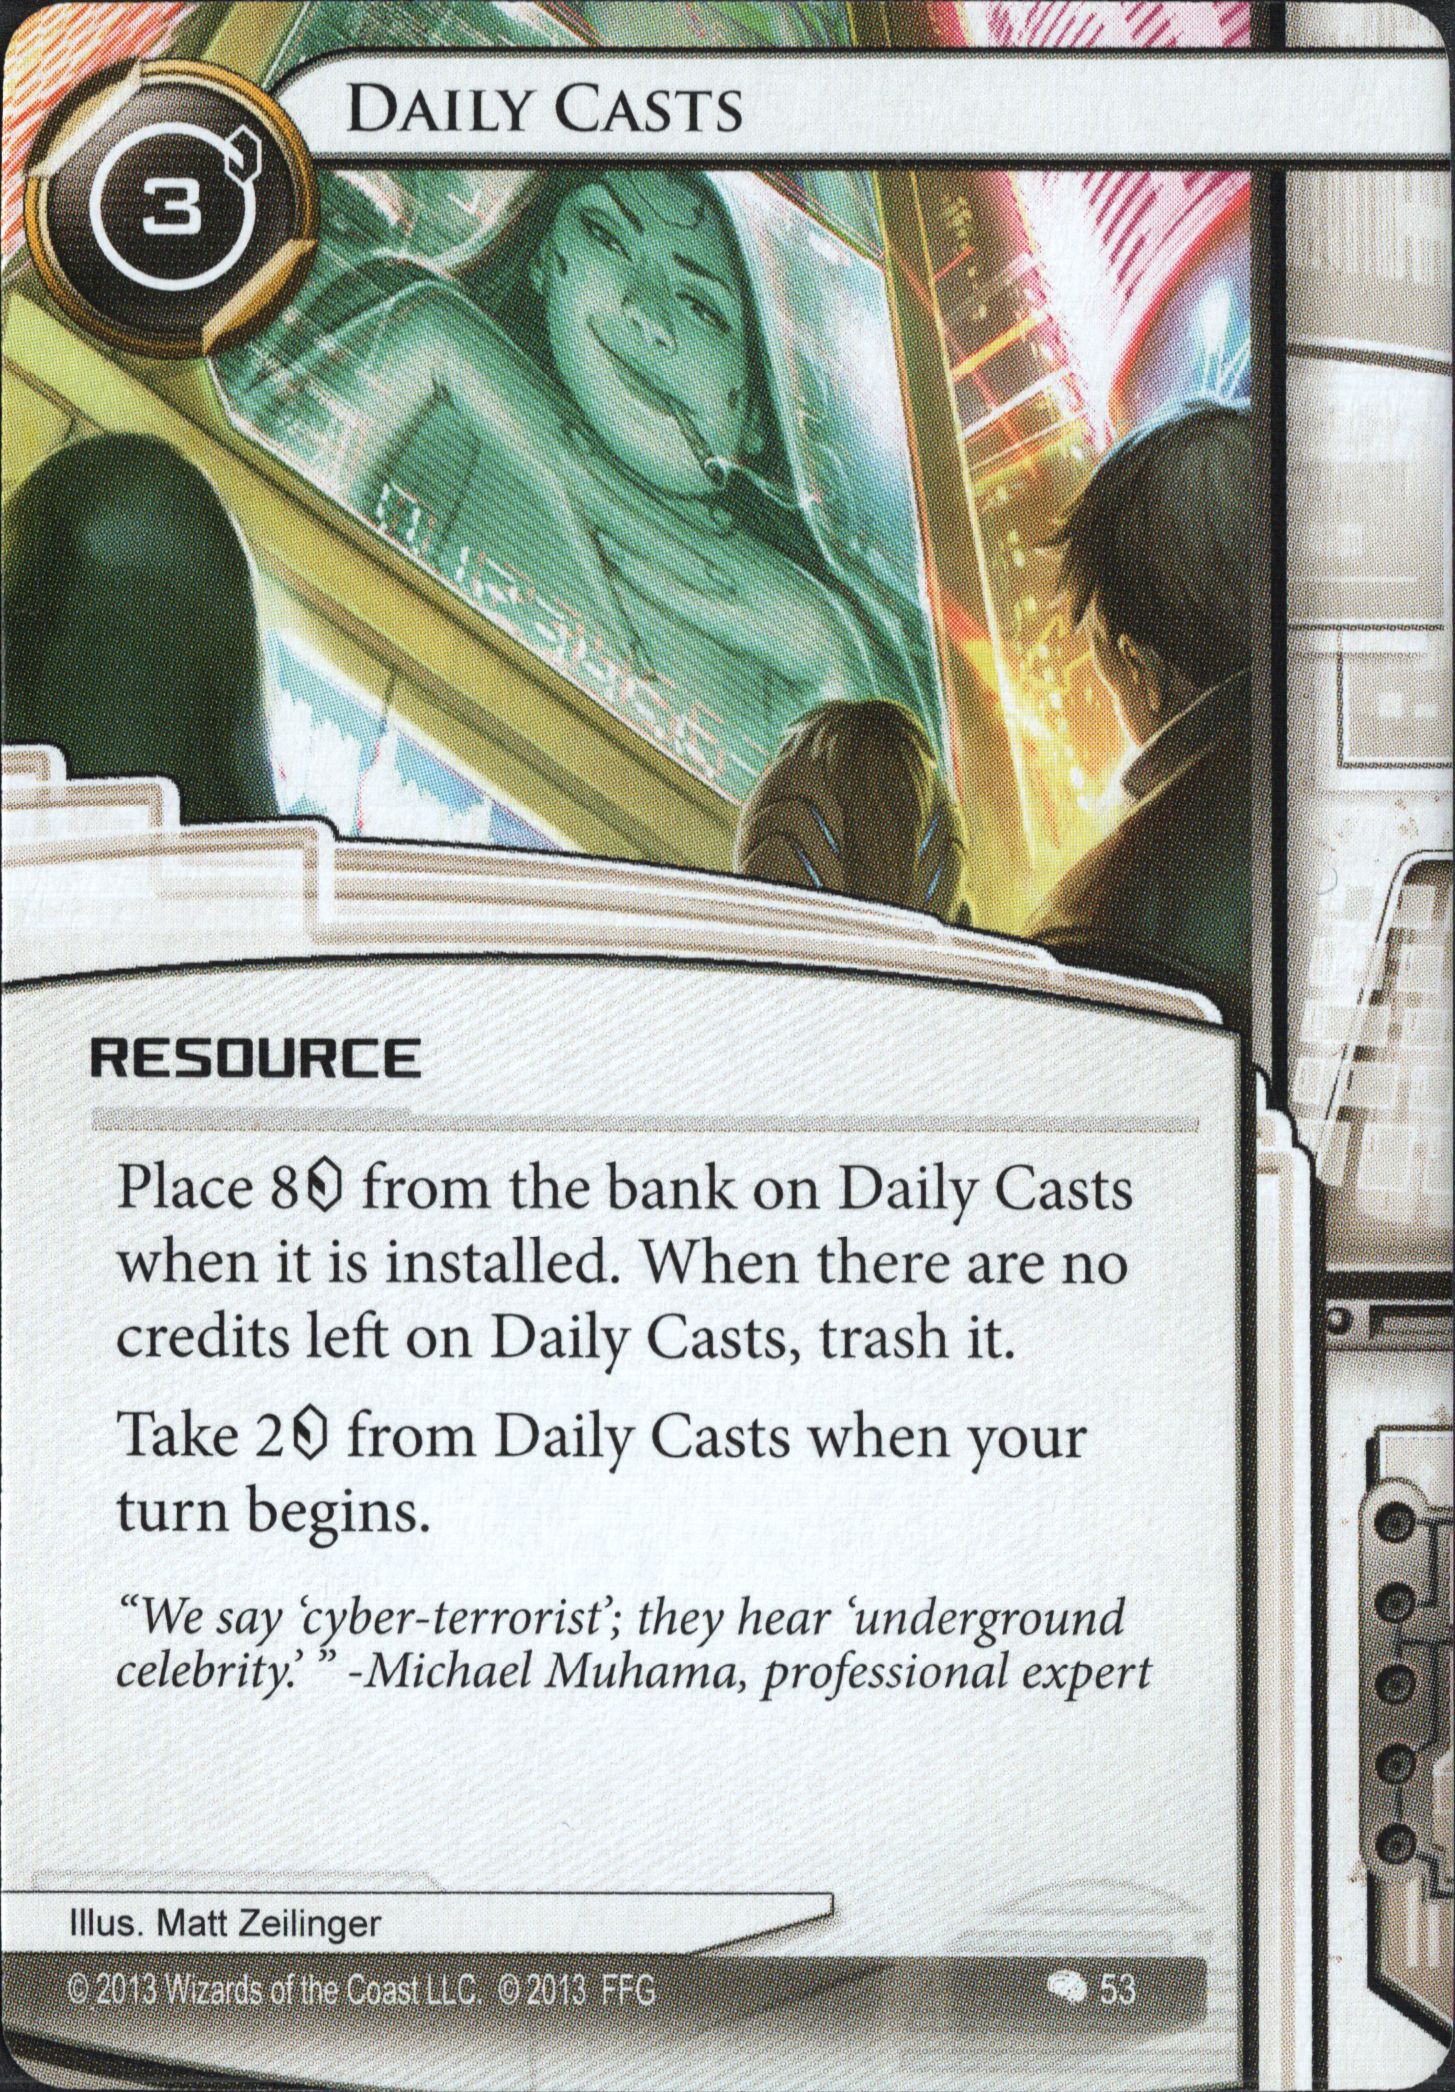 DAILY CASTS
3
RESOURCE
Place 8 from the bank on Daily Casts
when it is installed. When there are no
credits left on Daily Casts, trash it.
Take 2 from Daily Casts when your
turn begins.
“We say ‘cyber-terrorist’; they hear ‘underground
celebrity.’ ” -Michael Muhama, professional expert
Illus. Matt Zeilinger
© 2013 Wizards of the Coast LLC. © 2013 FFG
53